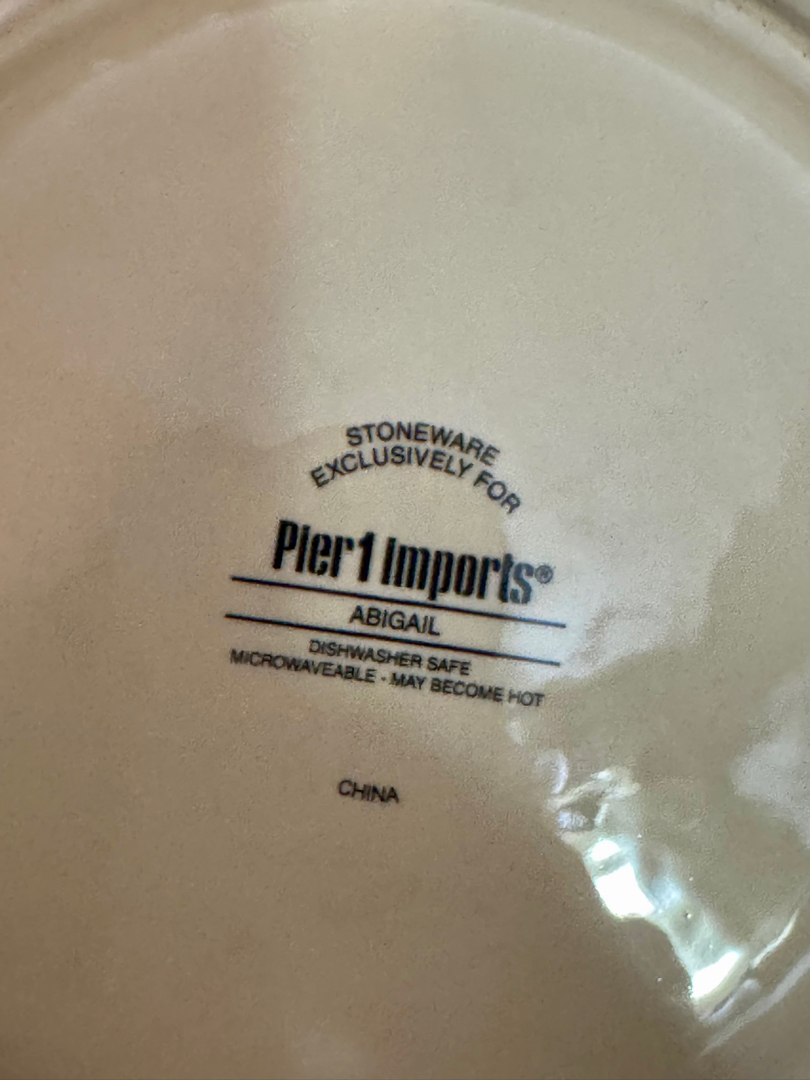 STONEWARE
EXCLUSIVELY FOR
Pier 1 imports®
ABIGAIL
DISHWASHER SAFE
MICROWAVEABLE - MAY BECOME HOT
CHINA